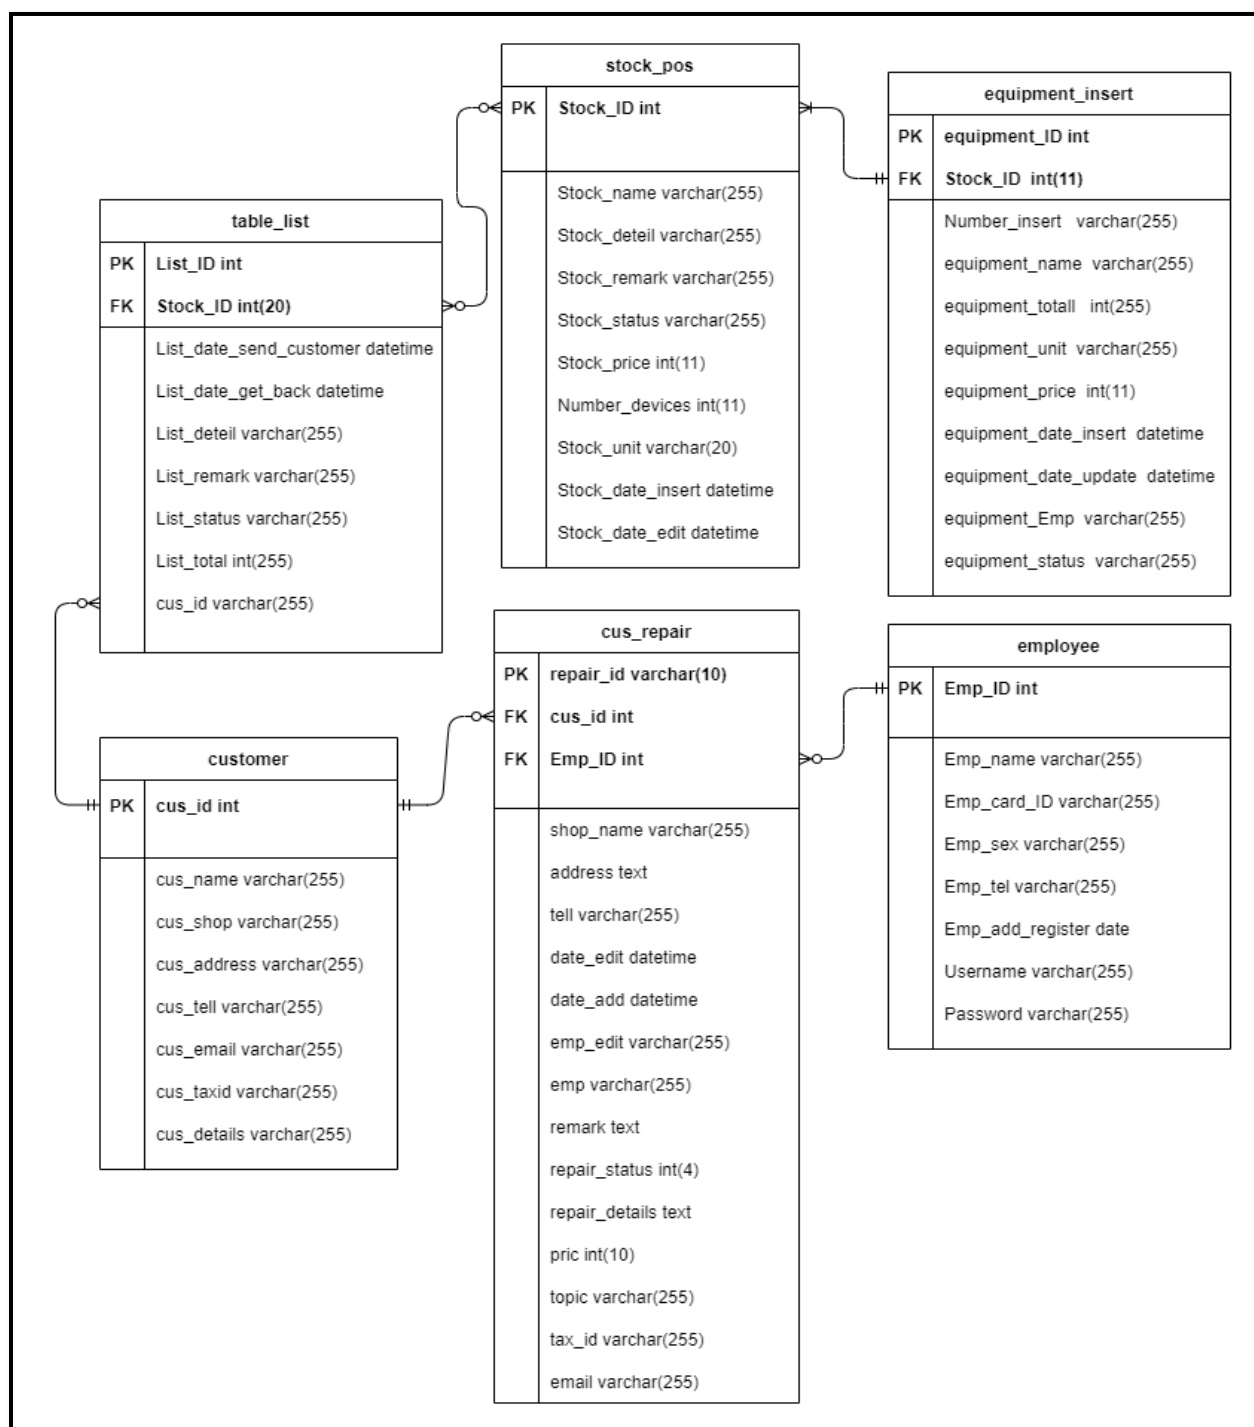 stock_pos
PK Stock_ID int
Stock_name varchar(255)
Stock_deteil varchar(255)
Stock_remark varchar(255)
Stock_status varchar(255)
Stock_price int(11)
Number_devices int(11)
Stock_unit varchar(20)
Stock_date_insert datetime
Stock_date_edit datetime
equipment_insert
PK equipment_ID int
FK Stock_ID int(11)
Number_insert varchar(255)
equipment_name varchar(255)
equipment_totall int(255)
equipment_unit varchar(255)
equipment_price int(11)
equipment_date_insert datetime
equipment_date_update datetime
equipment_Emp varchar(255)
equipment_status varchar(255)
table_list
PK List_ID int
FK Stock_ID int(20)
List_date_send_customer datetime
List_date_get_back datetime
List_deteil varchar(255)
List_remark varchar(255)
List_status varchar(255)
List_total int(255)
cus_id varchar(255)
cus_repair
PK repair_id varchar(10)
FK cus_id int
FK Emp_ID int
shop_name varchar(255)
address text
tell varchar(255)
date_edit datetime
date_add datetime
emp_edit varchar(255)
emp varchar(255)
remark text
repair_status int(4)
repair_details text
pric int(10)
topic varchar(255)
tax_id varchar(255)
email varchar(255)
employee
PK Emp_ID int
Emp_name varchar(255)
Emp_card_ID varchar(255)
Emp_sex varchar(255)
Emp_tel varchar(255)
Emp_add_register date
Username varchar(255)
Password varchar(255)
customer
PK cus_id int
cus_name varchar(255)
cus_shop varchar(255)
cus_address varchar(255)
cus_tell varchar(255)
cus_email varchar(255)
cus_taxid varchar(255)
cus_details varchar(255)